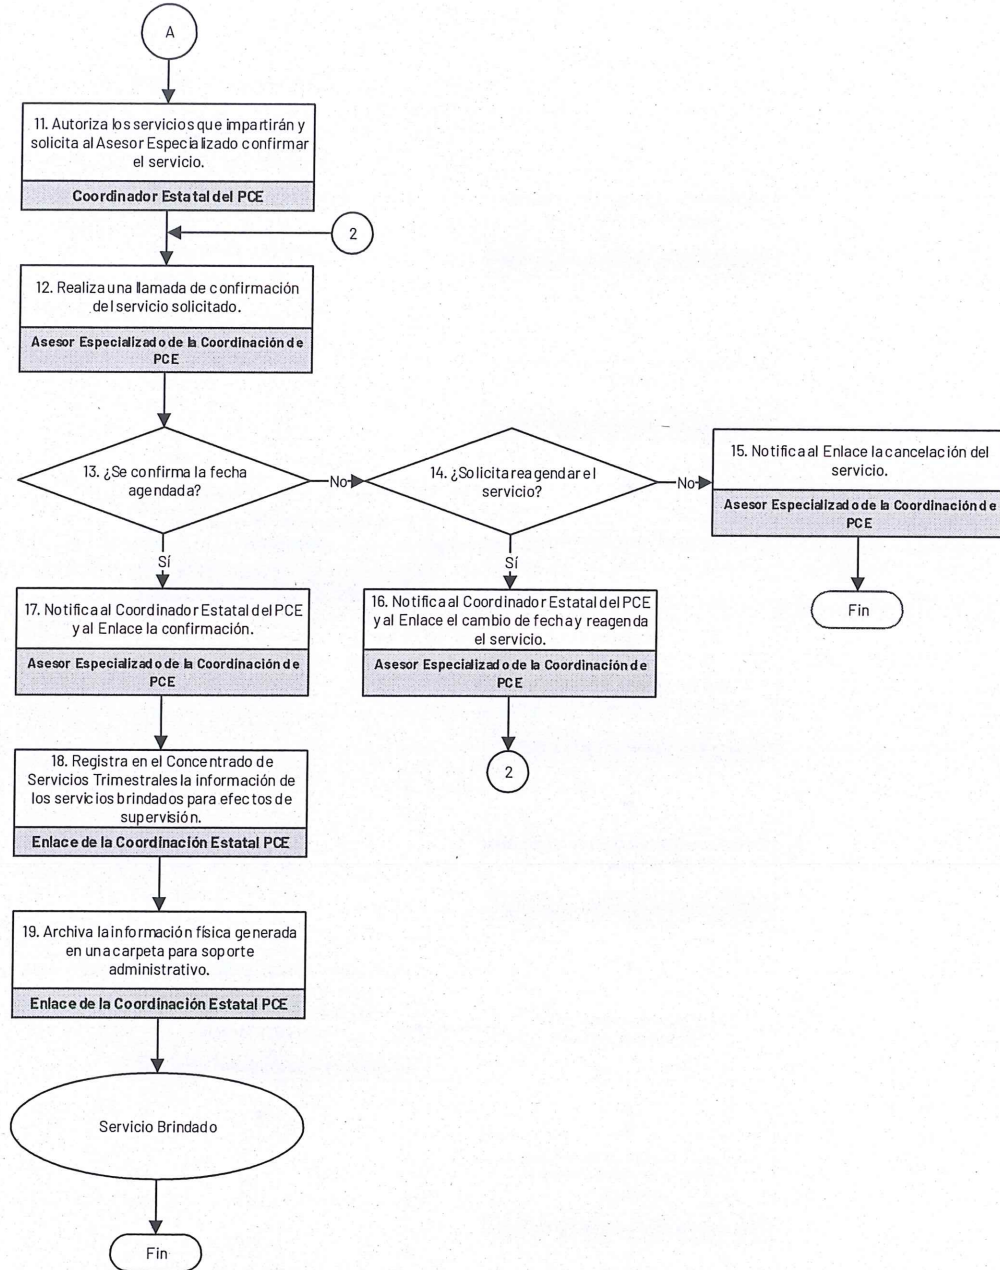 A
11. Autoriza los servicios que impartirán y
solicita al Asesor Especializado confirmar
el servicio.
Coordinador Estatal del PCE
2
12. Realiza una llamada de confirmación
del servicio solicitado.
Asesor Especializado de la Coordinación de
PCE
13. ¿Se confirma la fecha
agendada?
No
14. ¿Solicita reagendar el
servicio?
No
15. Notifica al Enlace la cancelación del
servicio.
Asesor Especializado de la Coordinación de
PCE
Fin
Sí
Sí
17. Notifica al Coordinador Estatal del PCE
y al Enlace la confirmación.
Asesor Especializado de la Coordinación de
PCE
16. Notifica al Coordinador Estatal del PCE
y al Enlace el cambio de fecha y reagenda
el servicio.
Asesor Especializado de la Coordinación de
PCE
2
18. Registra en el Concentrado de
Servicios Trimestrales la información de
los servicios brindados para efectos de
supervisión.
Enlace de la Coordinación Estatal PCE
19. Archiva la información física generada
en una carpeta para soporte
administrativo.
Enlace de la Coordinación Estatal PCE
Servicio Brindado
Fin